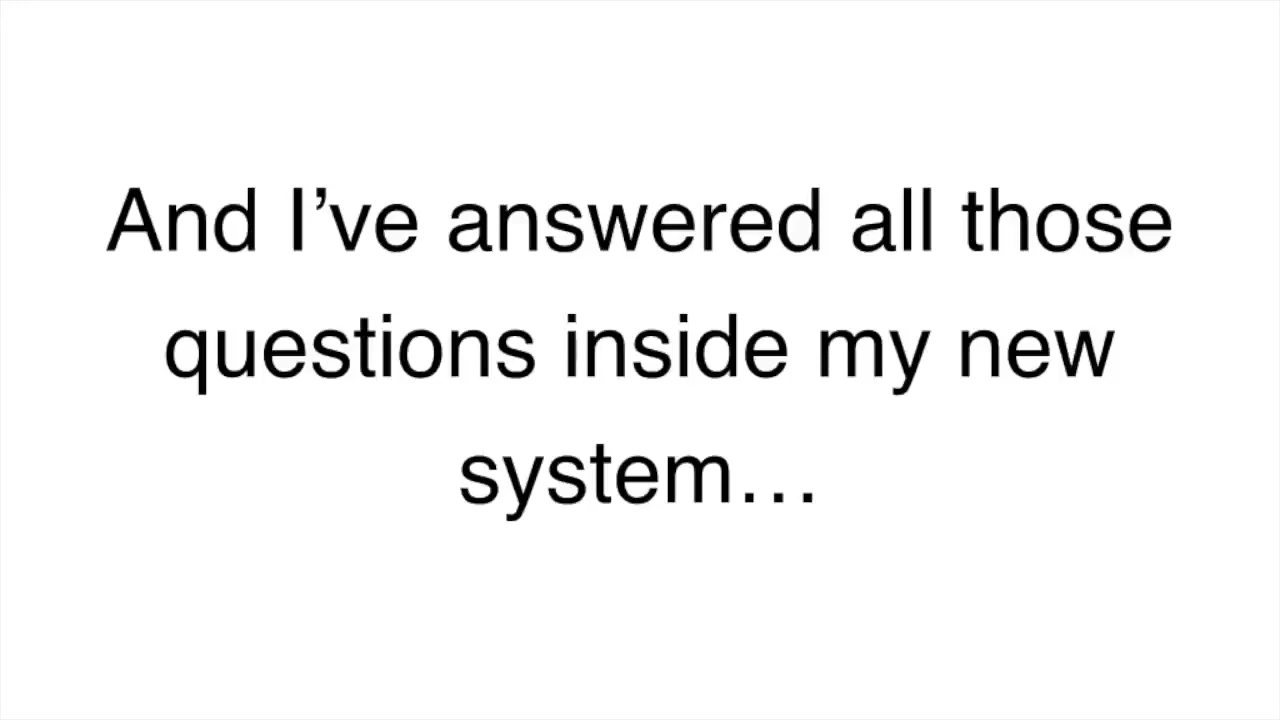 And I’ve answered all those
questions inside my new
system…